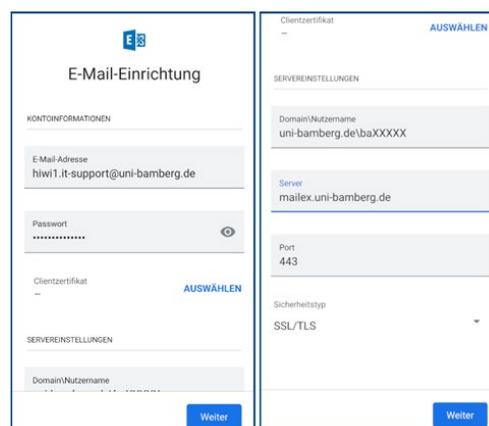 E-Mail-Einrichtung
KONTOINFORMATIONEN
E-Mail-Adresse
hiwi1.it-support@uni-bamberg.de
Passwort
••••••••••••••
Clientzertifikat
–
AUSWÄHLEN
SERVEREINSTELLUNGEN
Domain\Nutzername
Weiter
Clientzertifikat
–
AUSWÄHLEN
SERVEREINSTELLUNGEN
Domain\Nutzername
uni-bamberg.de\baXXXXX
Server
mailex.uni-bamberg.de
Port
443
Sicherheitstyp
SSL/TLS
Weiter